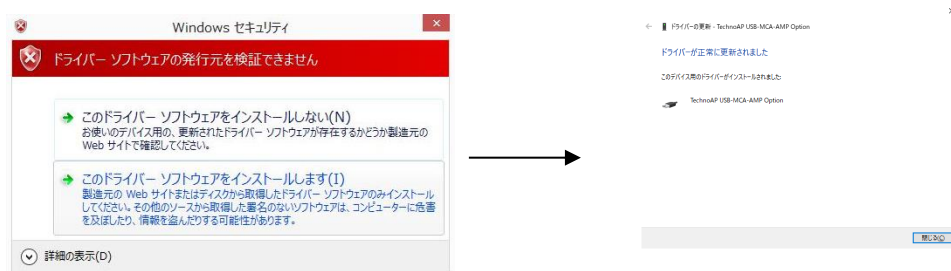 Windows セキュリティ
ドライバー ソフトウェアの発行元を検証できません
このドライバー ソフトウェアをインストールしない(N)
お使いのデバイス用の、更新されたドライバー ソフトウェアが存在するかどうか製造元の
Web サイトで確認してください。
このドライバー ソフトウェアをインストールします(I)
製造元の Web サイトまたはディスクから取得したドライバー ソフトウェアのみインストール
してください。その他のソースから取得した署名のないソフトウェアは、コンピューターに危害
を及ぼしたり、情報を盗んだりする可能性があります。
詳細の表示(D)
ドライバーの更新 - TechnoAP USB-MCA-AMP Option
ドライバーが正常に更新されました
このデバイス用のドライバーがインストールされました:
TechnoAP USB-MCA-AMP Option
閉じる(C)